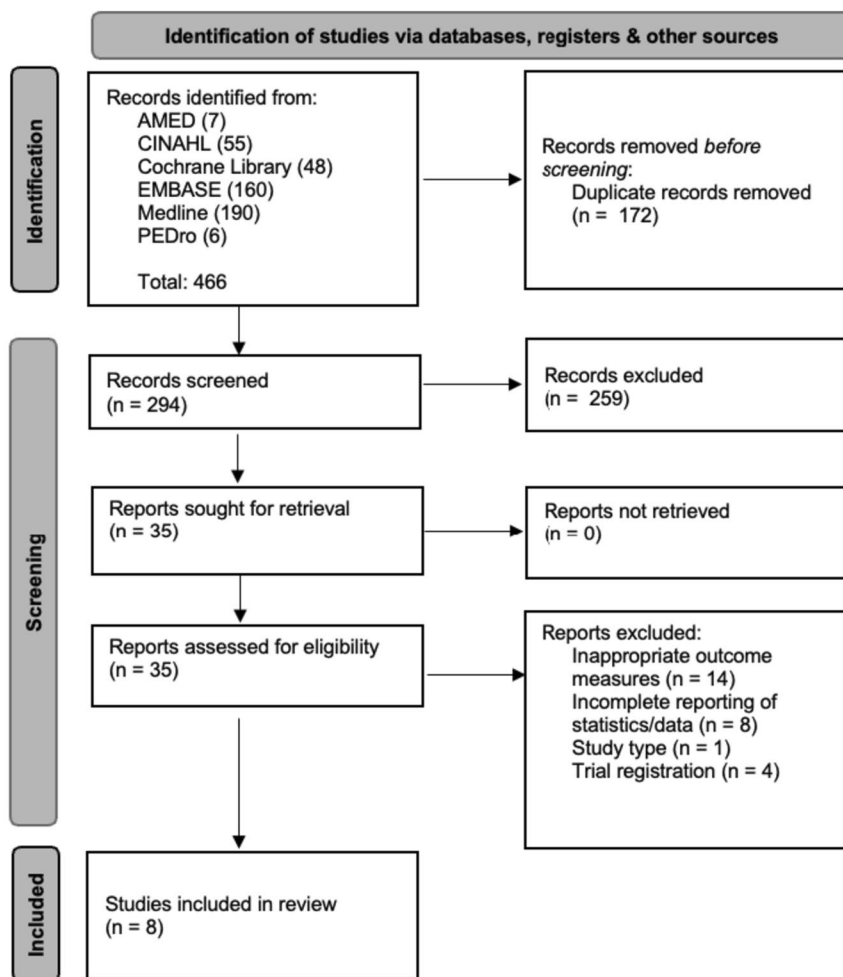 Identification of studies via databases, registers & other sources
Identification
Records identified from:
AMED (7)
CINAHL (55)
Cochrane Library (48)
EMBASE (160)
Medline (190)
PEDro (6)
Total: 466
Records removed before
screening:
Duplicate records removed
(n = 172)
Screening
Records screened
(n = 294)
Records excluded
(n = 259)
Reports sought for retrieval
(n = 35)
Reports not retrieved
(n = 0)
Reports assessed for eligibility
(n = 35)
Reports excluded:
Inappropriate outcome
measures (n = 14)
Incomplete reporting of
statistics/data (n = 8)
Study type (n = 1)
Trial registration (n = 4)
Included
Studies included in review
(n = 8)